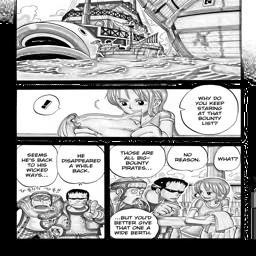 !
WHY DO
YOU KEEP
STARING
AT THAT
BOUNTY
LIST?
WHAT?
NO
REASON.
THOSE ARE
ALL BIG-
BOUNTY
PIRATES...
...BUT YOU'D
BETTER GIVE
THAT ONE
A WIDE
BERTH.
HE
DISAPPEARED
A WHILE
BACK.
SEEMS
HE'S BACK
TO HIS
WICKED
WAYS...